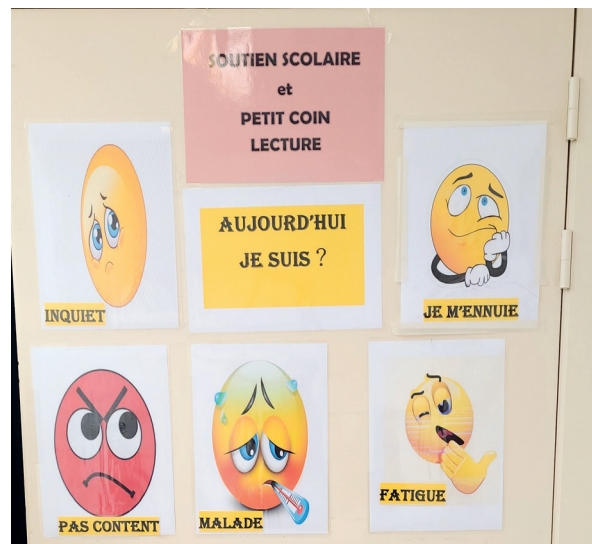 SOUTIEN SCOLAIRE
et
PETIT COIN
LECTURE
AUJOURD'HUI
JE SUIS ?
INQUIET
JE M'ENNUIE
PAS CONTENT
MALADE
FATIGUE